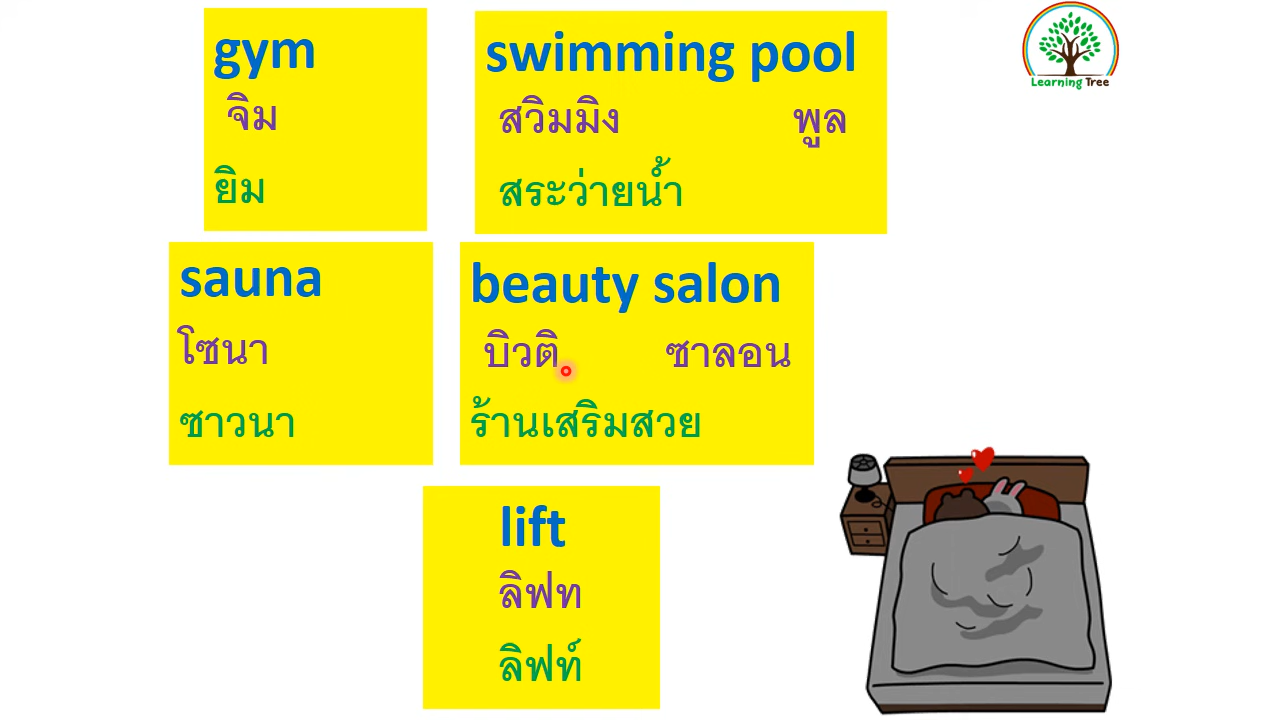 gym
จิม
ยิม
swimming pool
สวิมมิง พูล
สระว่ายน้ำ
Learning Tree
sauna
โซนา
ซาวนา
beauty salon
บิวติ ซาลอน
ร้านเสริมสวย
lift
ลิฟท
ลิฟท์